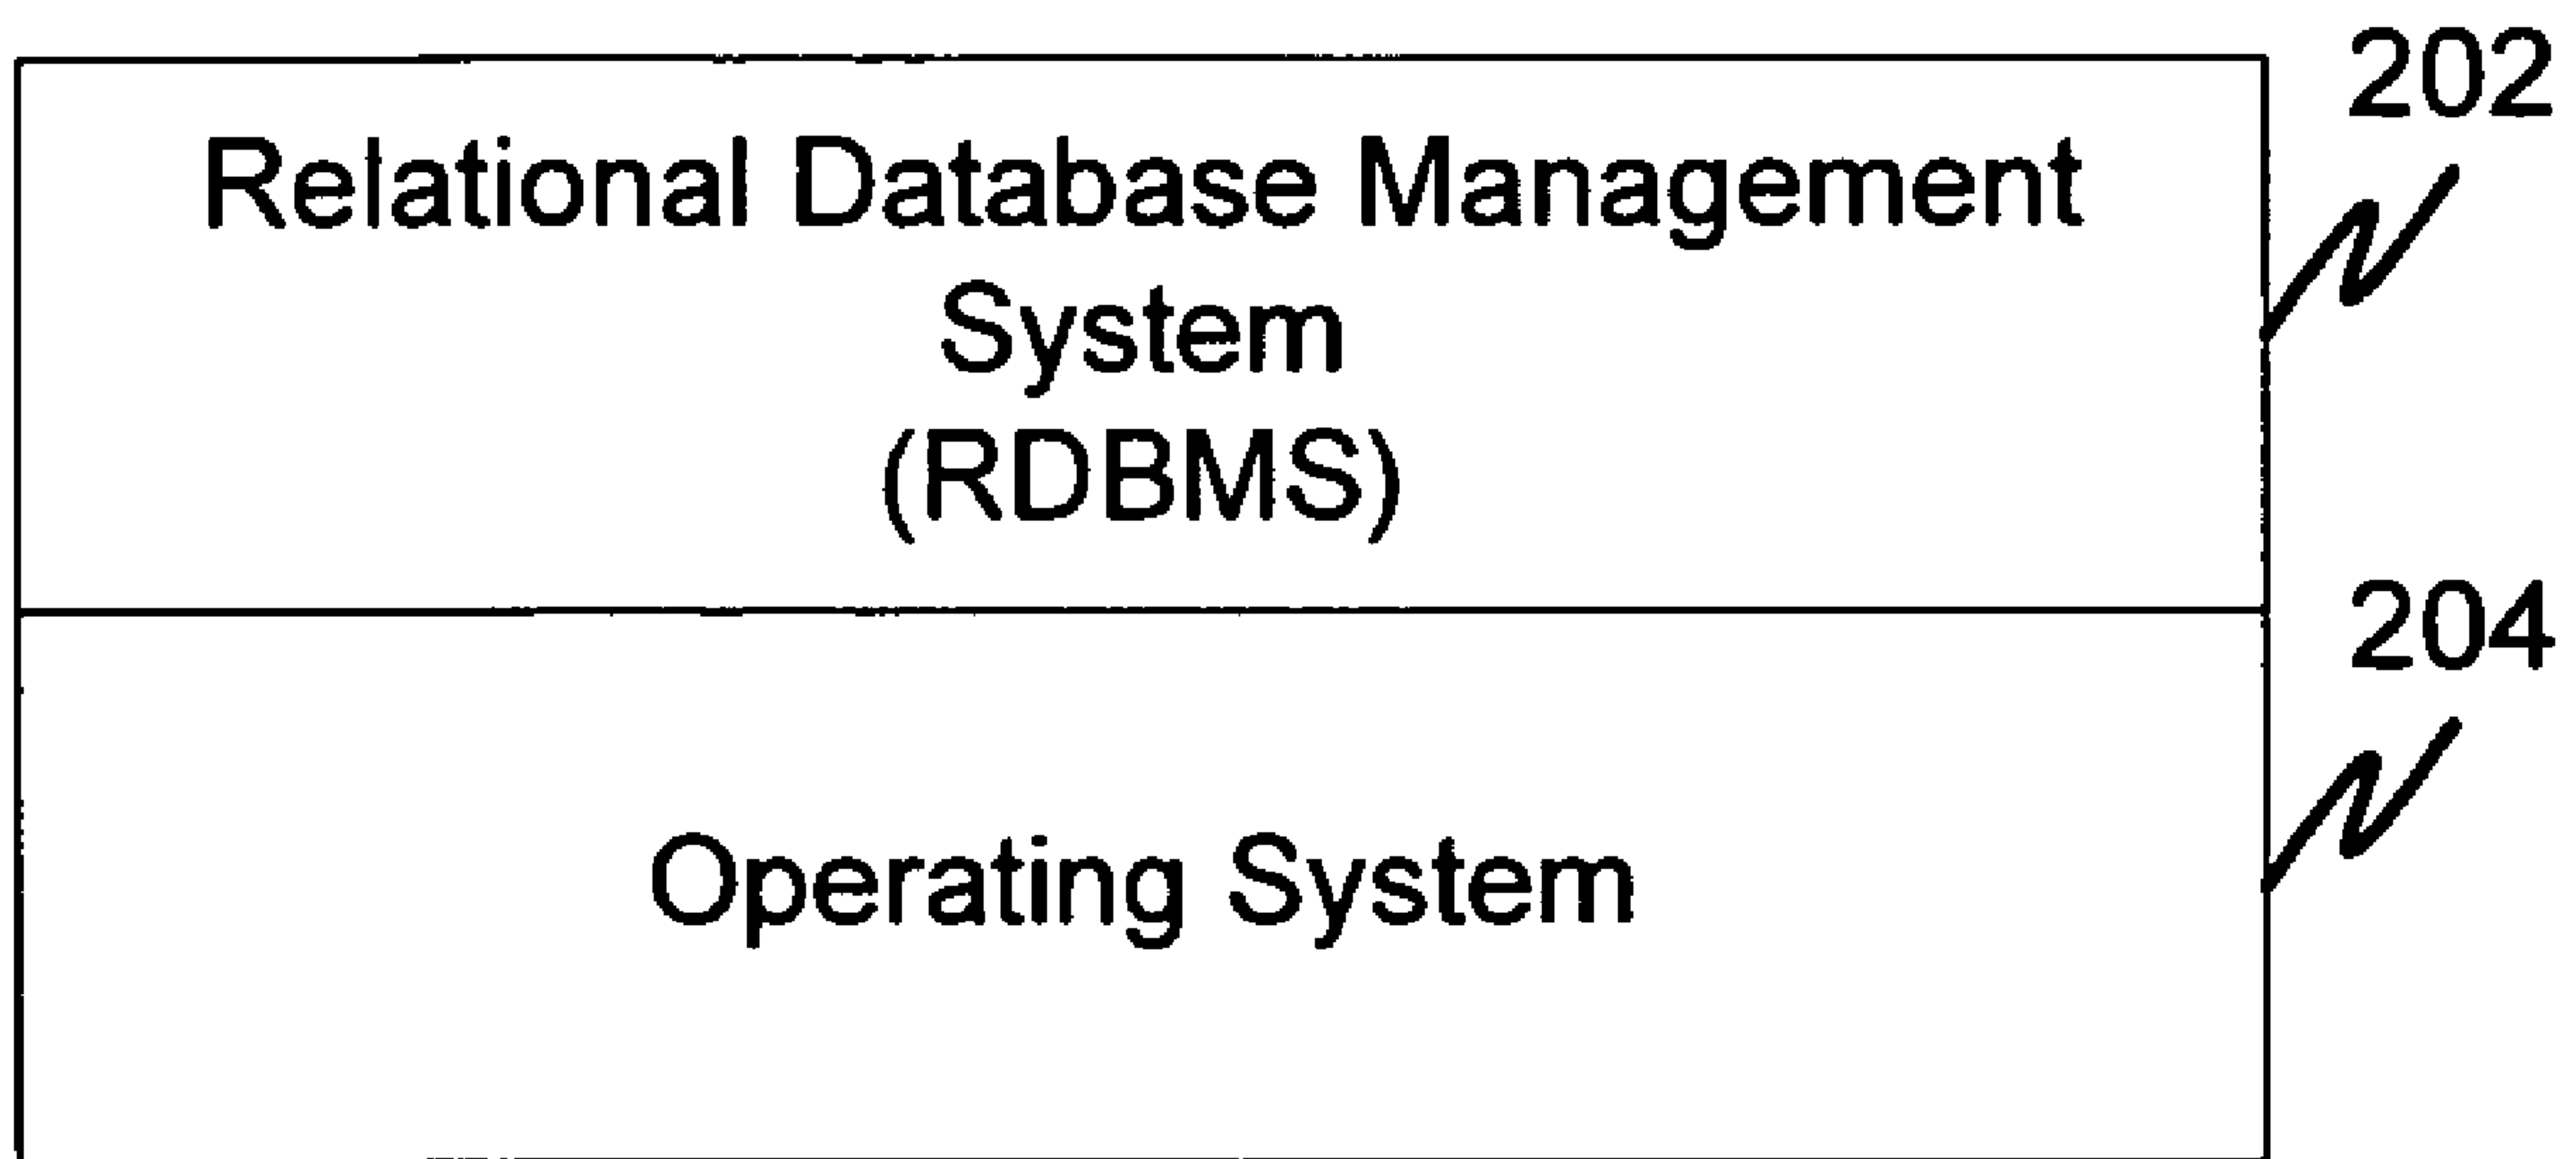 202
Relational Database Management
System
(RDBMS)
204
Operating System